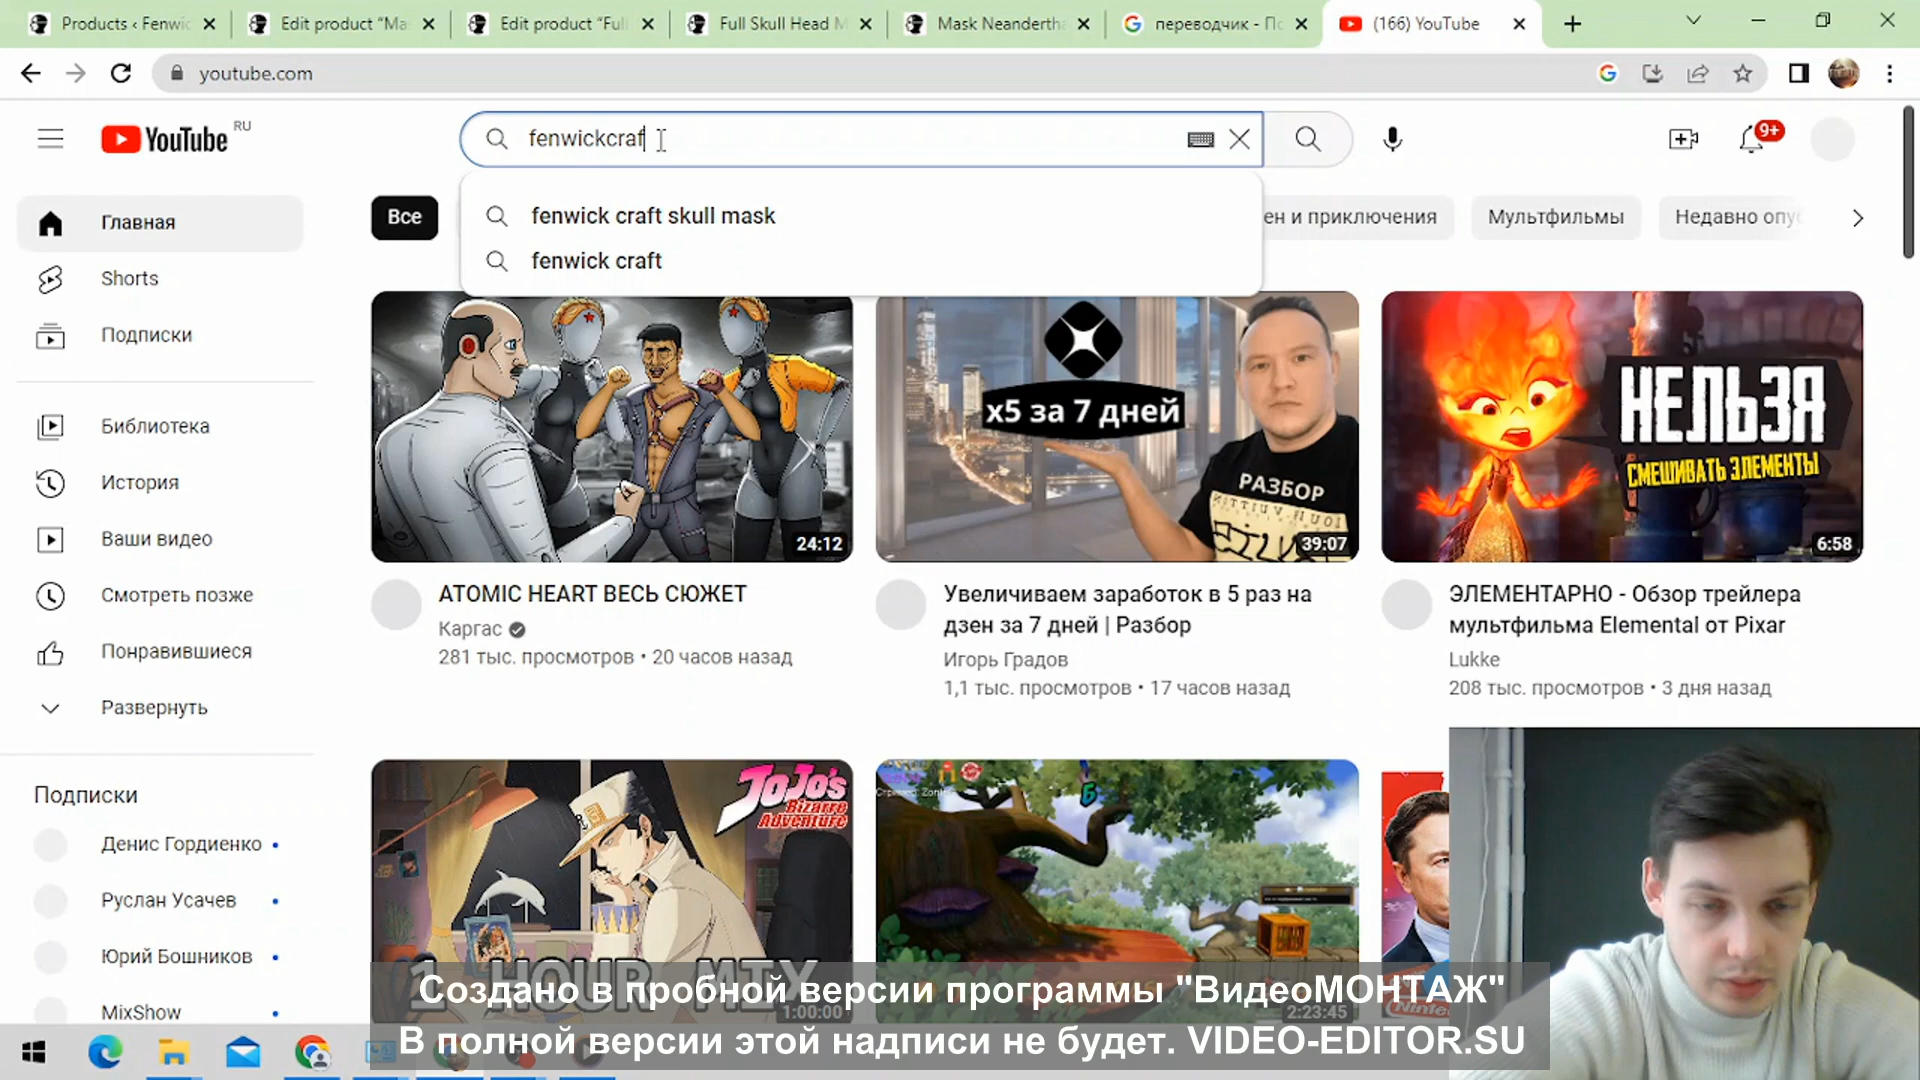 Products ‹ Fenwic
Edit product “Ma
Edit product “Full
Full Skull Head M
Mask Neandertha
переводчик - По
(166) YouTube
youtube.com
YouTube RU
fenwickcraf
9+
fenwick craft skull mask
fenwick craft
Главная
Shorts
Подписки
Библиотека
История
Ваши видео
Смотреть позже
Понравившиеся
Развернуть
Подписки
Денис Гордиенко
Руслан Усачев
Юрий Бошников
MixShow
Все
ен и приключения
Мультфильмы
Недавно опу
24:12
x5 за 7 дней
РАЗБОР
39:07
НЕЛЬЗЯ
СМЕШИВАТЬ ЭЛЕМЕНТЫ
6:58
ATOMIC HEART ВЕСЬ СЮЖЕТ
Каргас
281 тыс. просмотров • 20 часов назад
Увеличиваем заработок в 5 раз на
дзен за 7 дней | Разбор
Игорь Градов
1,1 тыс. просмотров • 17 часов назад
ЭЛЕМЕНТАРНО - Обзор трейлера
мультфильма Elemental от Pixar
Lukke
208 тыс. просмотров • 3 дня назад
JoJo's
Bizarre
Adventure
1 HOUR MIX
1:00:00
2:23:45
Nintendo
Создано в пробной версии программы "ВидеоМОНТАЖ"
В полной версии этой надписи не будет. VIDEO-EDITOR.SU